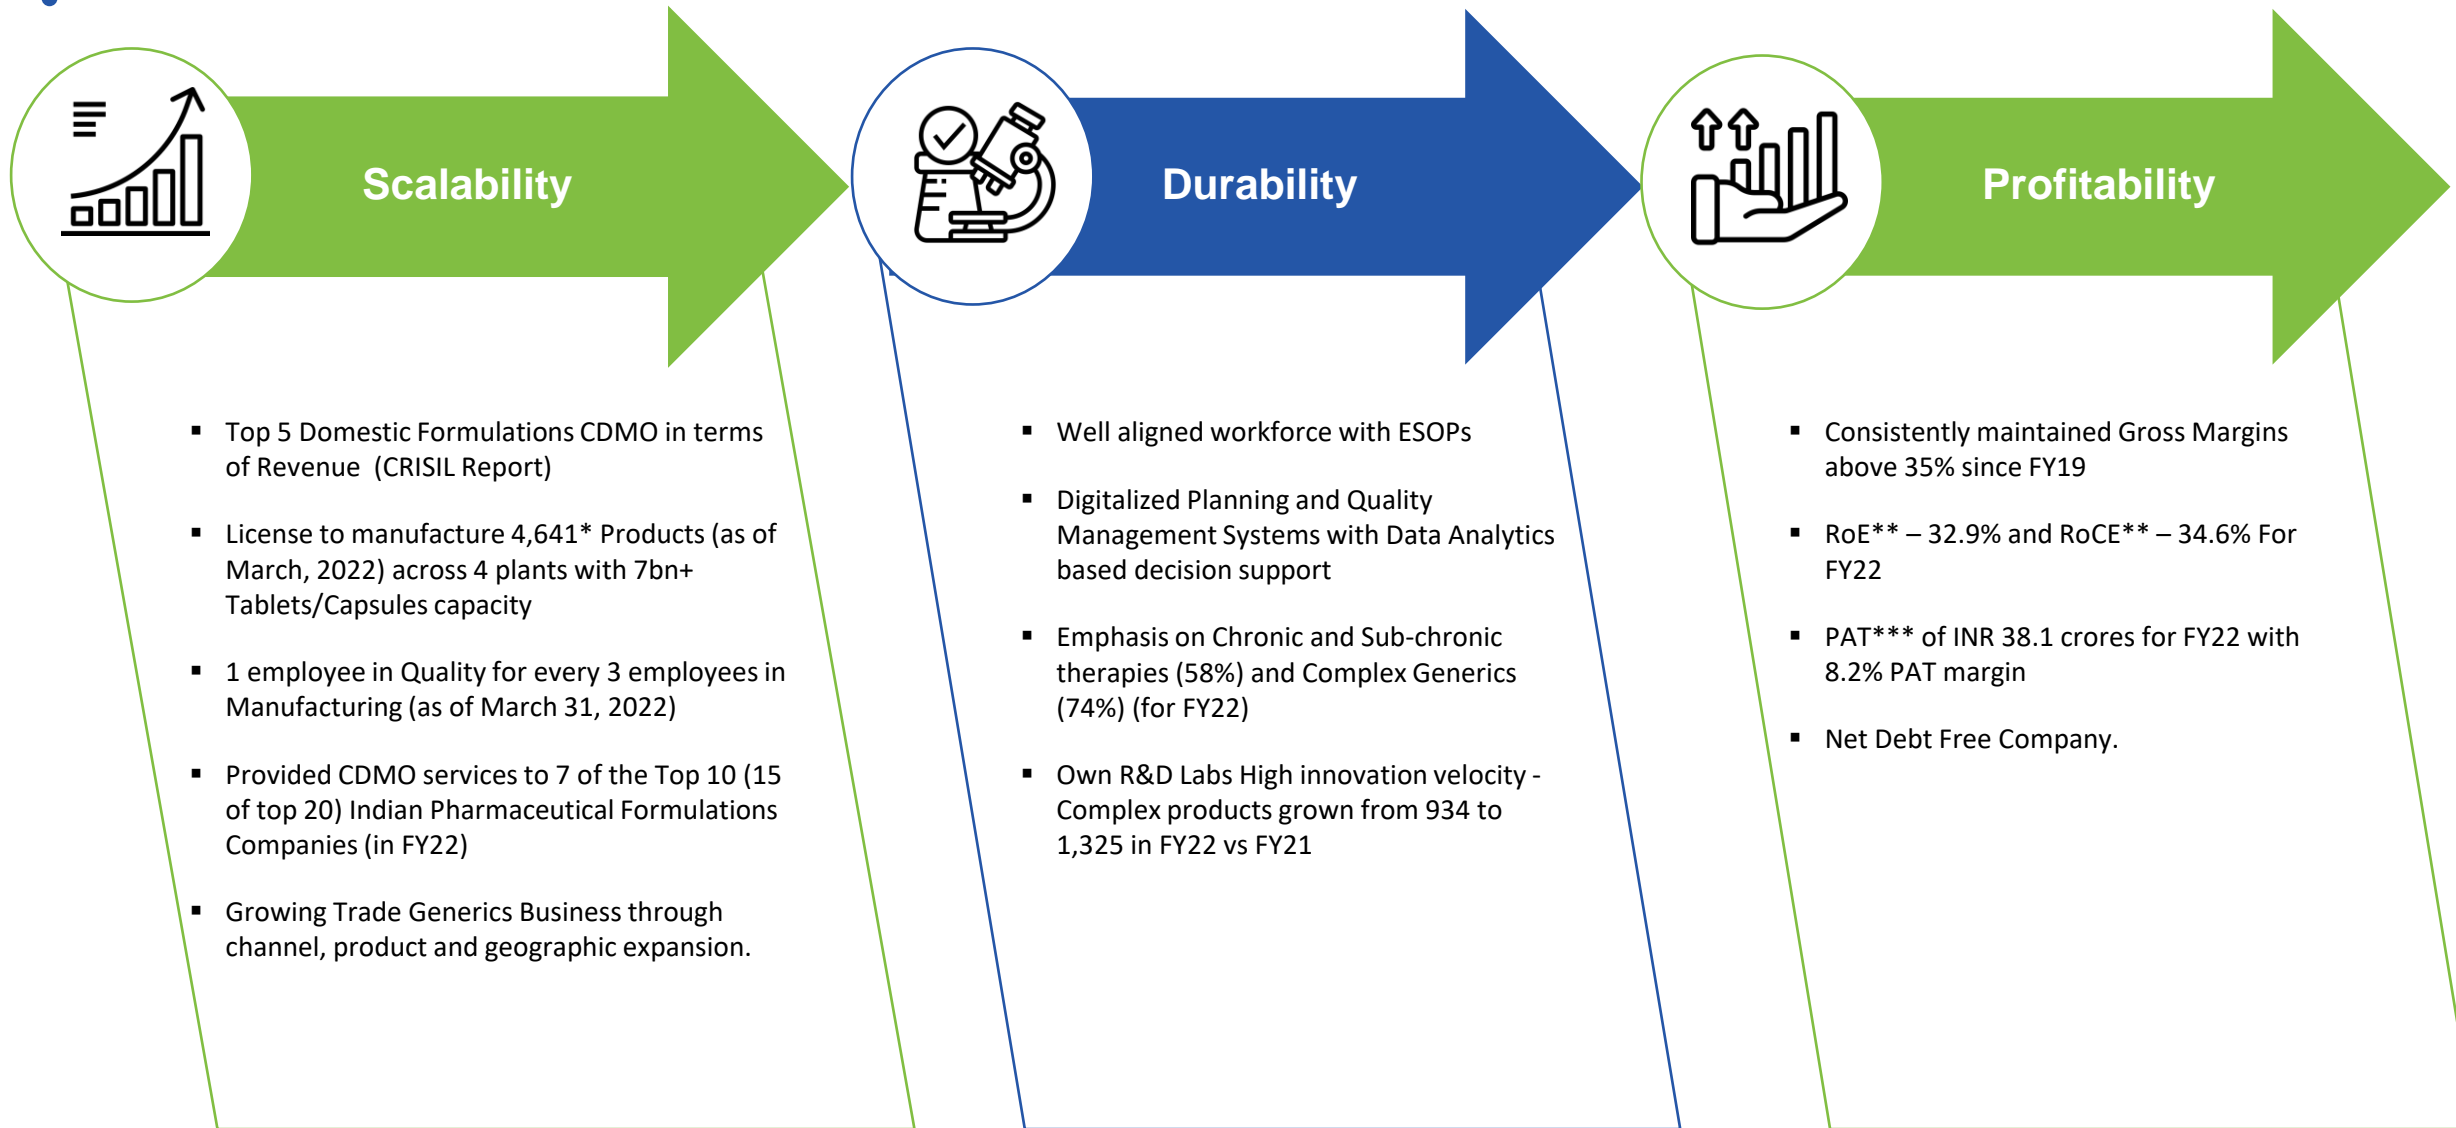 Scalability
▪ Top 5 Domestic Formulations CDMO in terms
of Revenue (CRISIL Report)
▪ License to manufacture 4,641* Products (as of
March, 2022) across 4 plants with 7bn+
Tablets/Capsules capacity
▪ 1 employee in Quality for every 3 employees in
Manufacturing (as of March 31, 2022)
▪ Provided CDMO services to 7 of the Top 10 (15
of top 20) Indian Pharmaceutical Formulations
Companies (in FY22)
▪ Growing Trade Generics Business through
channel, product and geographic expansion.
Durability
▪ Well aligned workforce with ESOPs
▪ Digitalized Planning and Quality
Management Systems with Data Analytics
based decision support
▪ Emphasis on Chronic and Sub-chronic
therapies (58%) and Complex Generics
(74%) (for FY22)
▪ Own R&D Labs High innovation velocity -
Complex products grown from 934 to
1,325 in FY22 vs FY21
Profitability
▪ Consistently maintained Gross Margins
above 35% since FY19
▪ RoE** – 32.9% and RoCE** – 34.6% For
FY22
▪ PAT*** of INR 38.1 crores for FY22 with
8.2% PAT margin
▪ Net Debt Free Company.